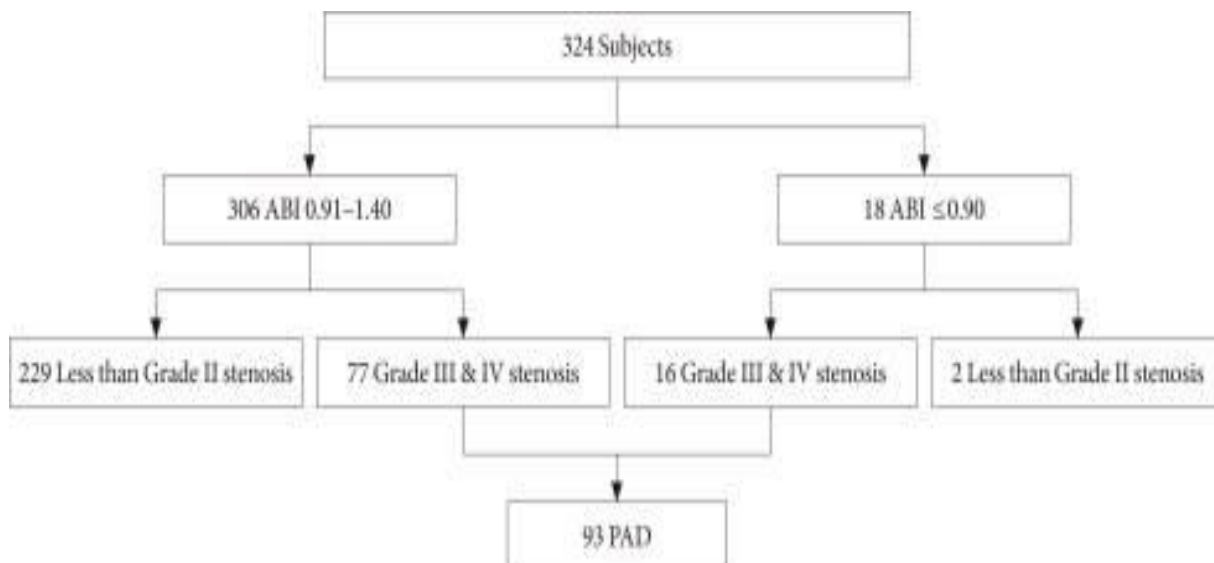 324 Subjects
306 ABI 0.91–1.40
18 ABI ≤0.90
229 Less than Grade II stenosis
77 Grade III & IV stenosis
16 Grade III & IV stenosis
2 Less than Grade II stenosis
93 PAD